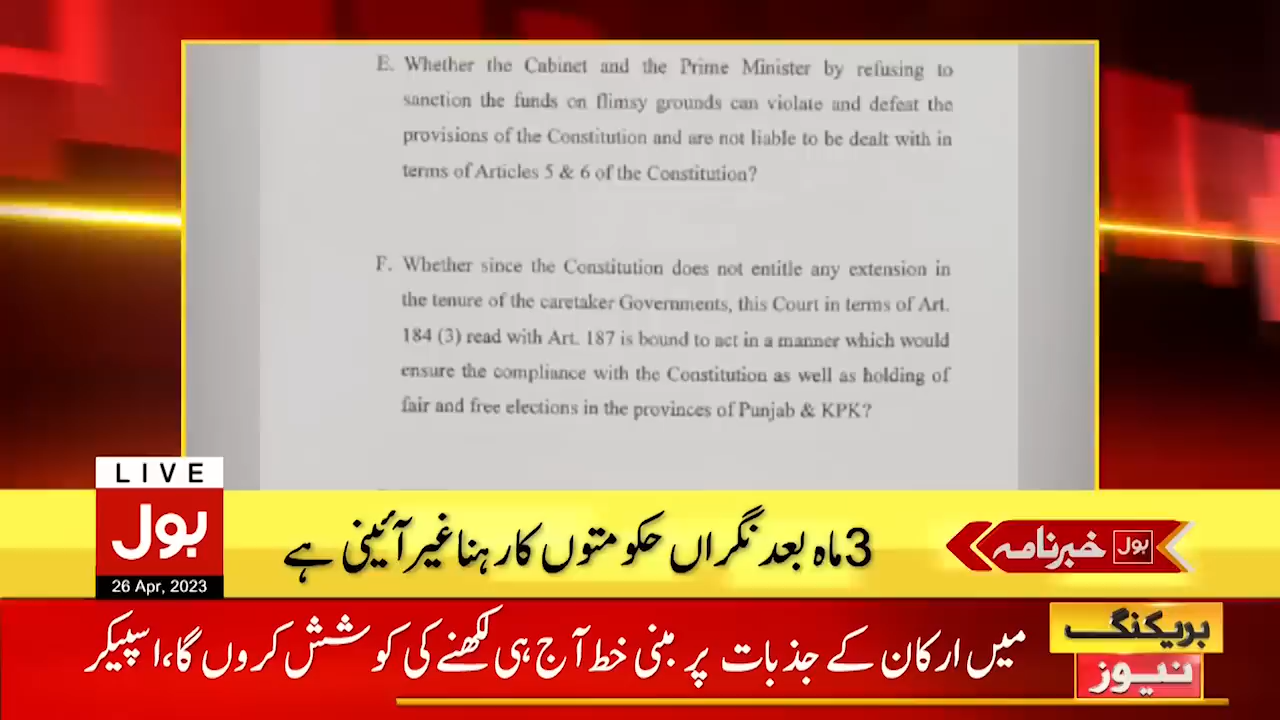 E. Whether the Cabinet and the Prime Minister by refusing to
sanction the funds on flimsy grounds can violate and defeat the
provisions of the Constitution and are not liable to be dealt with in
terms of Articles 5 & 6 of the Constitution?
F. Whether since the Constitution does not entitle any extension in
the tenure of the caretaker Governments, this Court in terms of Art.
184 (3) read with Art. 187 is bound to act in a manner which would
ensure the compliance with the Constitution as well as holding of
fair and free elections in the provinces of Punjab & KPK?
LIVE
بول
26 Apr, 2023
3 ماہ بعد نگراں حکومتوں کا رہنا غیر آئینی ہے
بول خبرنامہ
بریکنگ
نیوز
میں ارکان کے جذبات پر مبنی خط آج ہی لکھنے کی کوشش کروں گا، اسپیکر